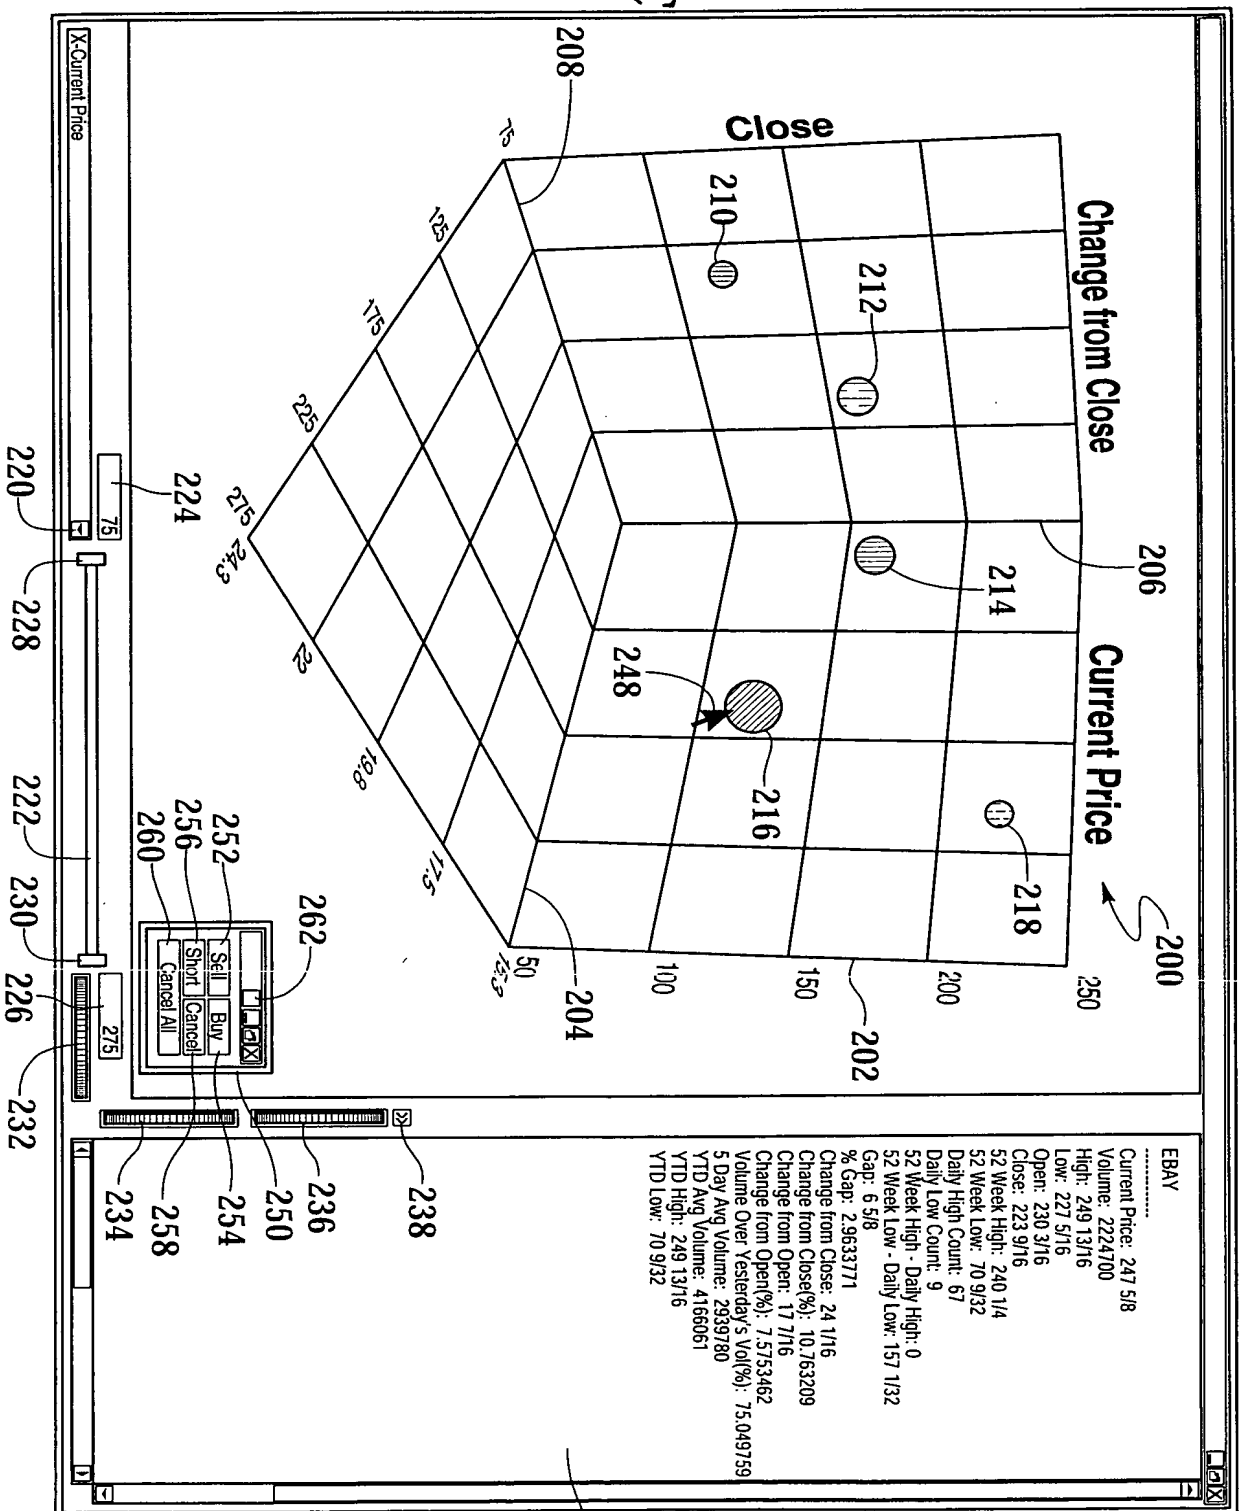 Change from Close
Current Price
200
206
Close
210
212
214
216
218
248
250
200
150
100
50
202
204
208
75
125
175
225
275
24.3
22
19.8
17.5
262
252
256
260
Sell
Buy
Short
Cancel
Cancel All
250
254
258
238
236
234
224
75
X-Current Price
220
228
222
230
226
275
232
EBAY
------------
Current Price: 247 5/8
Volume: 2224700
High: 249 13/16
Low: 227 5/16
Open: 230 3/16
Close: 223 9/16
52 Week High: 240 1/4
52 Week Low: 70 9/32
Daily High Count: 67
Daily Low Count: 9
52 Week High - Daily High: 0
52 Week Low - Daily Low: 157 1/32
Gap: 6 5/8
% Gap: 2.9633771
Change from Close: 24 1/16
Change from Close(%): 10.763209
Change from Open: 17 7/16
Change from Open(%): 7.5753462
Volume Over Yesterday's Vol(%): 75.049759
5 Day Avg Volume: 2939780
YTD Avg Volume: 4166061
YTD High: 249 13/16
YTD Low: 70 9/32